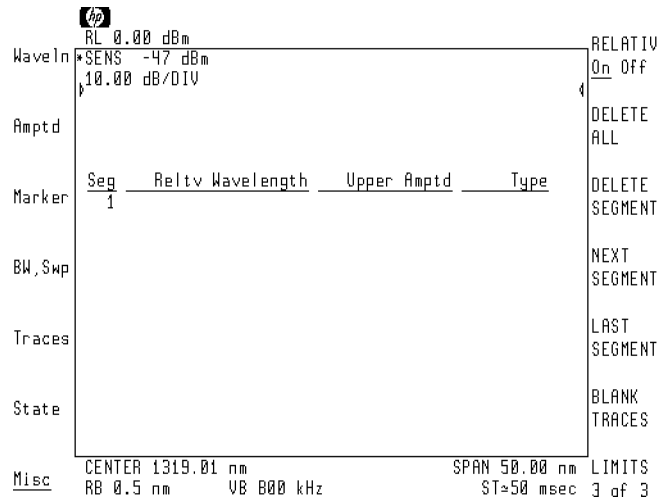 hp
RL 0.00 dBm
*SENS -47 dBm
10.00 dB/DIV
Waveln
Amptd
Marker
BW,Swp
Traces
State
Misc
Seg Reltv Wavelength Upper Amptd Type
1
RELATIV
On Off
DELETE
ALL
DELETE
SEGMENT
NEXT
SEGMENT
LAST
SEGMENT
BLANK
TRACES
LIMITS
3 of 3
CENTER 1319.01 nm SPAN 50.00 nm
RB 0.5 nm VB 800 kHz ST≃50 msec